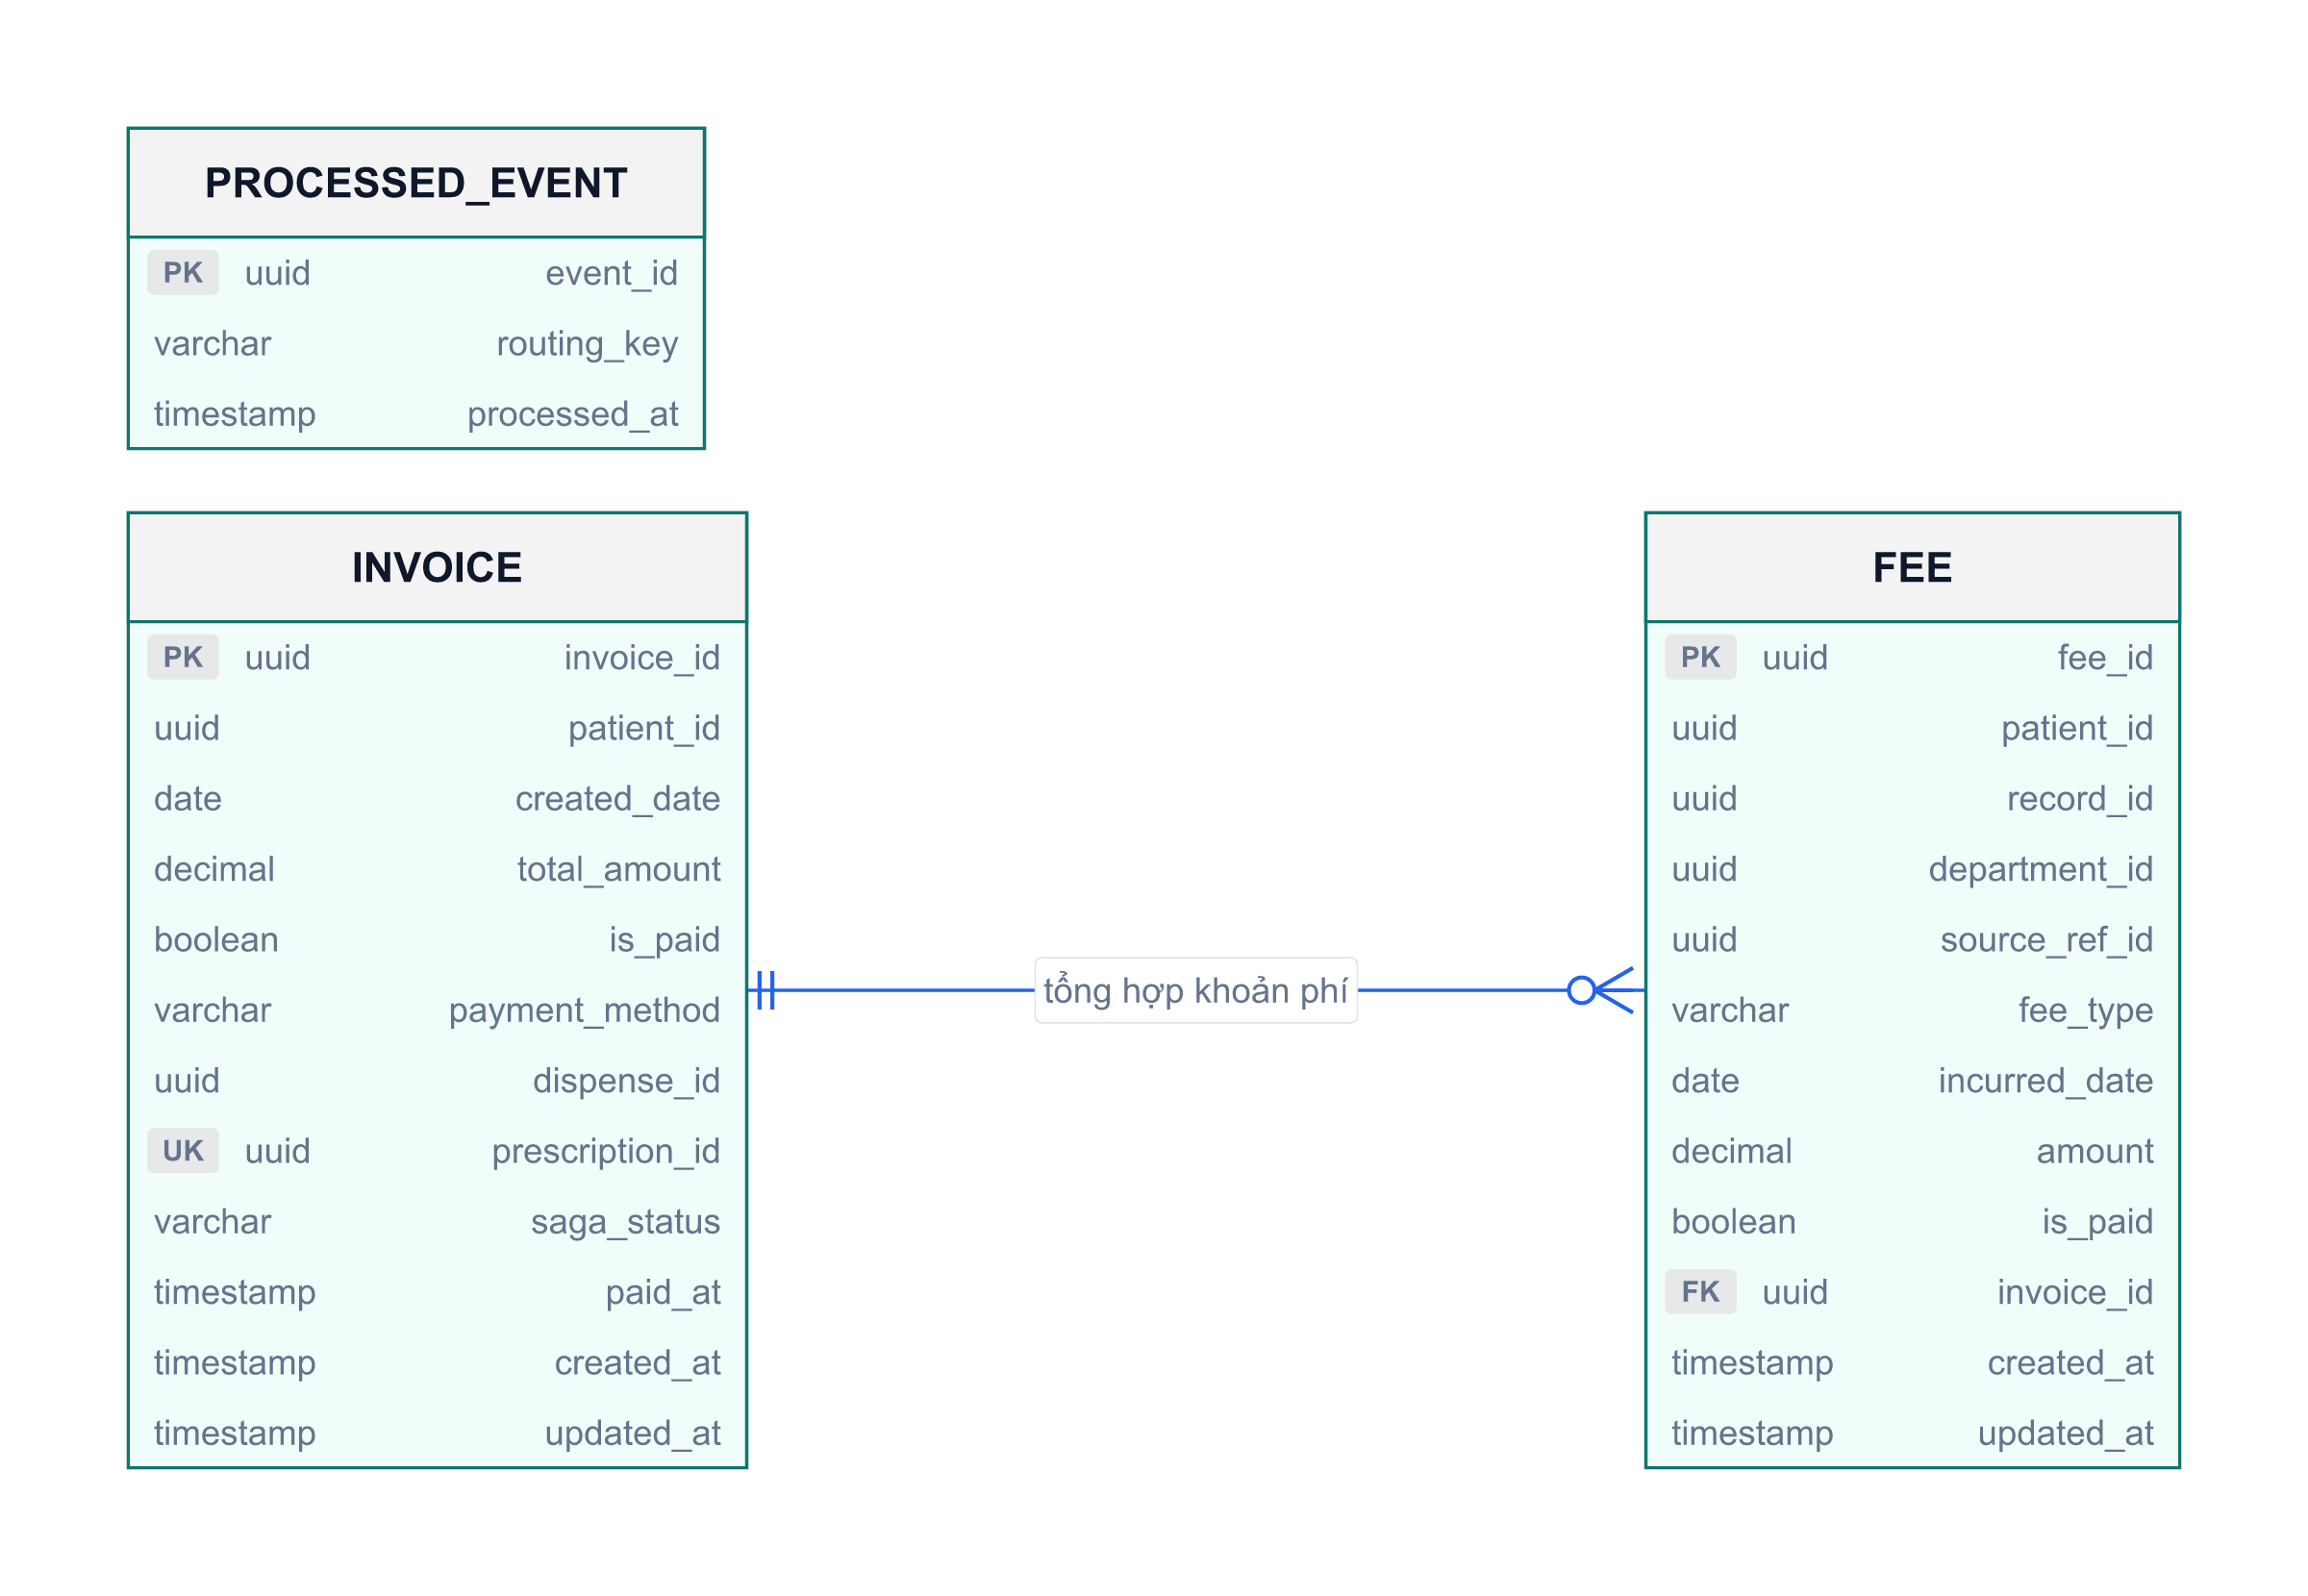 PROCESSED_EVENT
PK uuid event_id
varchar routing_key
timestamp processed_at
INVOICE
PK uuid invoice_id
uuid patient_id
date created_date
decimal total_amount
boolean is_paid
varchar payment_method
uuid dispense_id
UK uuid prescription_id
varchar saga_status
timestamp paid_at
timestamp created_at
timestamp updated_at
tổng hợp khoản phí
FEE
PK uuid fee_id
uuid patient_id
uuid record_id
uuid department_id
uuid source_ref_id
varchar fee_type
date incurred_date
decimal amount
boolean is_paid
FK uuid invoice_id
timestamp created_at
timestamp updated_at